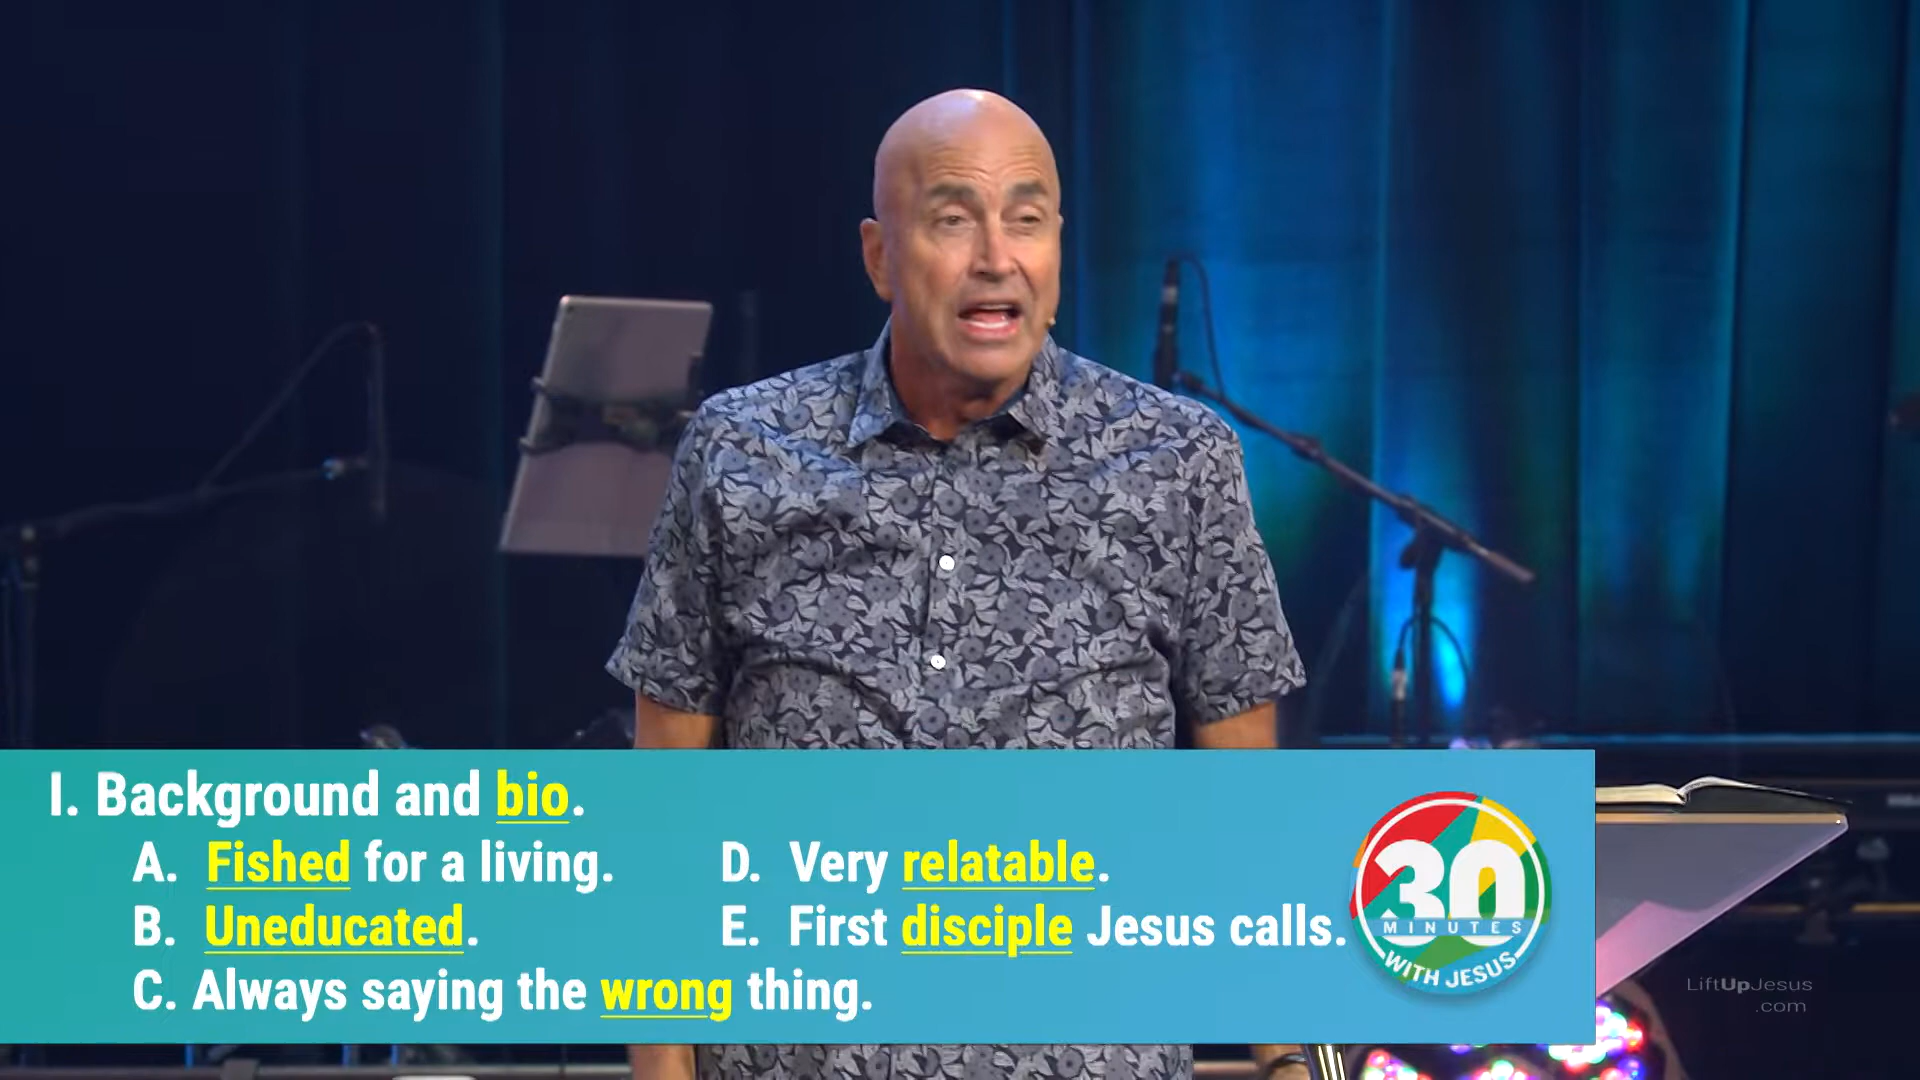 I. Background and bio.
A. Fished for a living.
B. Uneducated.
C. Always saying the wrong thing.
D. Very relatable.
E. First disciple Jesus calls.
30
MINUTES
WITH JESUS
LiftUpJesus
.com